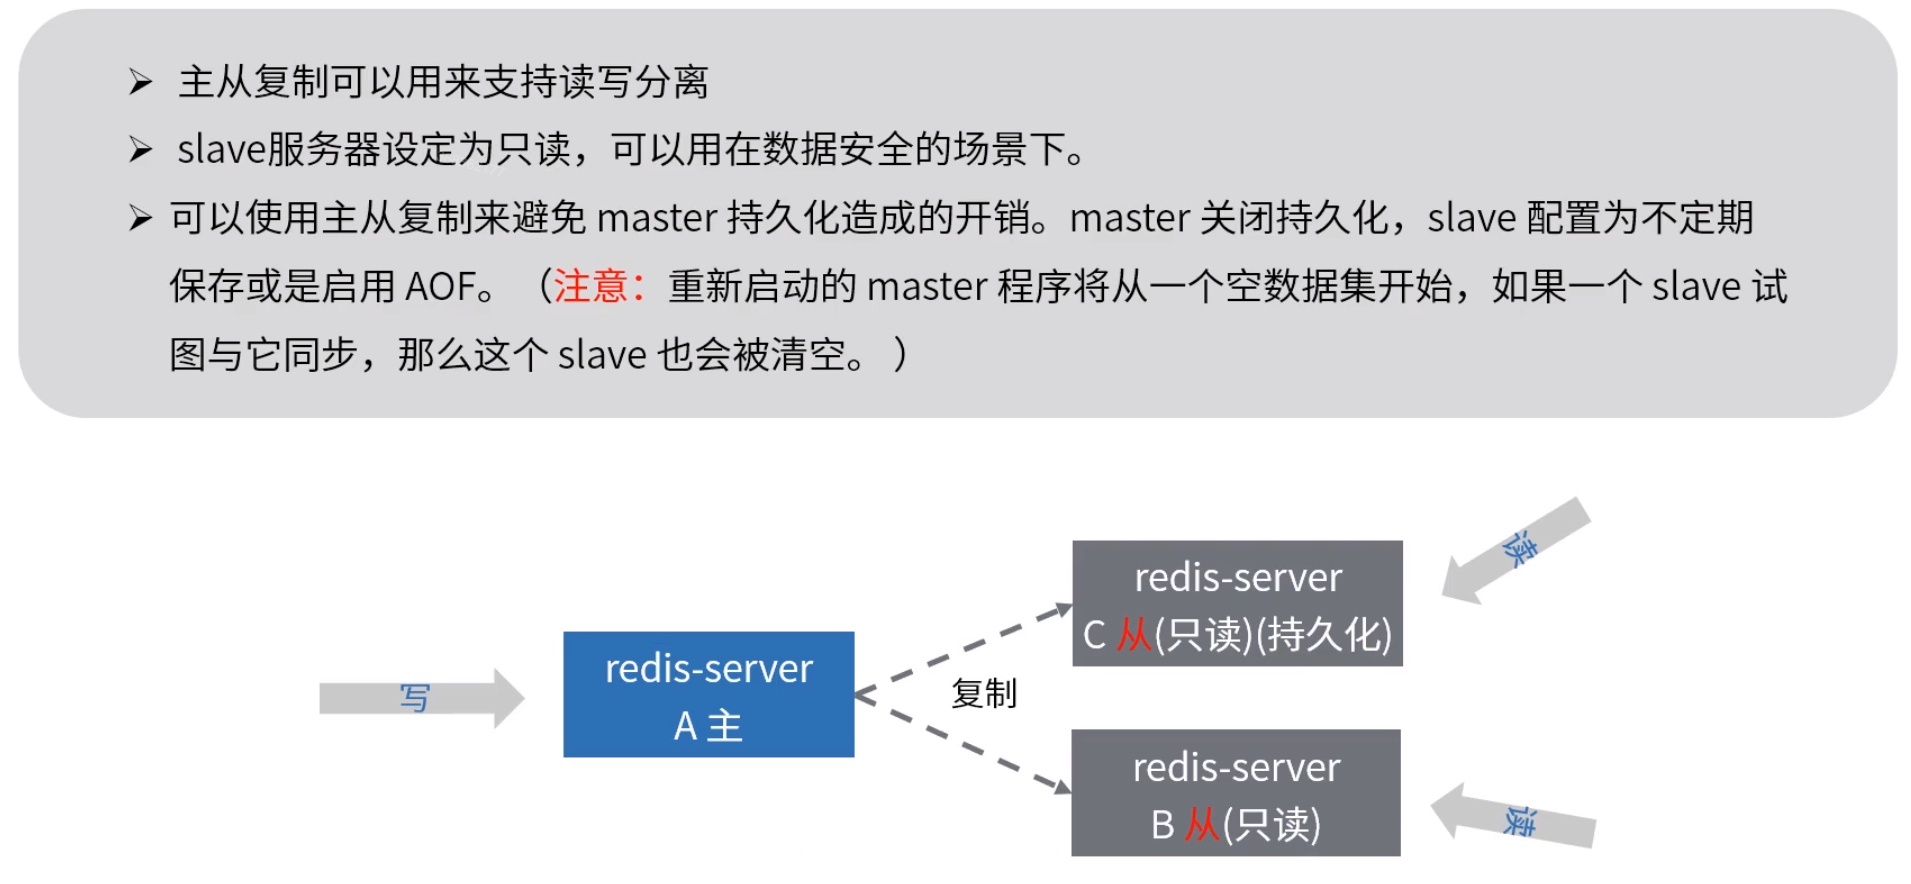 主从复制可以用来支持读写分离
slave服务器设定为只读，可以用在数据安全的场景下。
可以使用主从复制来避免 master 持久化造成的开销。master 关闭持久化，slave 配置为不定期
保存或是启用 AOF。（注意：重新启动的 master 程序将从一个空数据集开始，如果一个 slave 试
图与它同步，那么这个 slave 也会被清空。）
读
redis-server
C 从(只读)(持久化)
写
redis-server
A 主
复制
redis-server
B 从(只读)
读